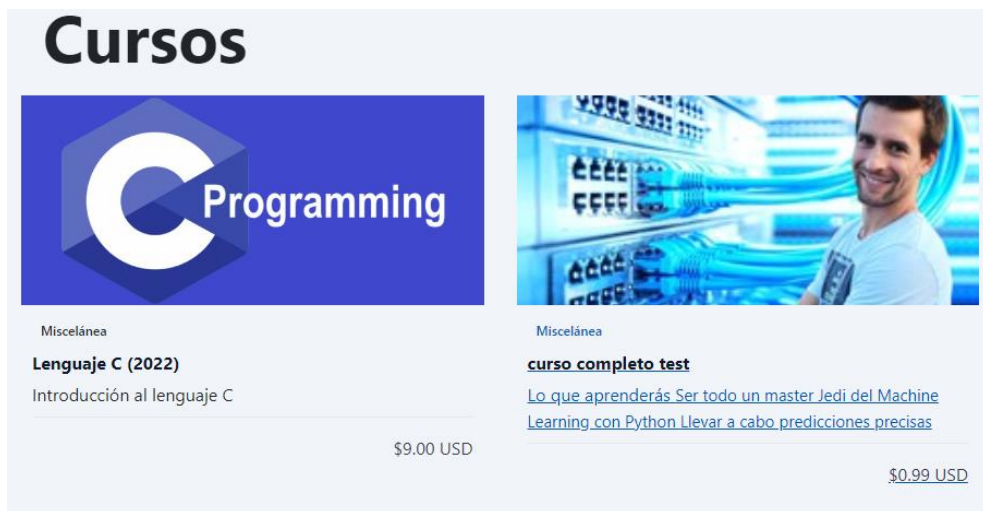 Cursos
Programming
Miscelánea
Lenguaje C (2022)
Introducción al lenguaje C
$9.00 USD
Miscelánea
curso completo test
Lo que aprenderás Ser todo un master Jedi del Machine
Learning con Python Llevar a cabo predicciones precisas
$0.99 USD